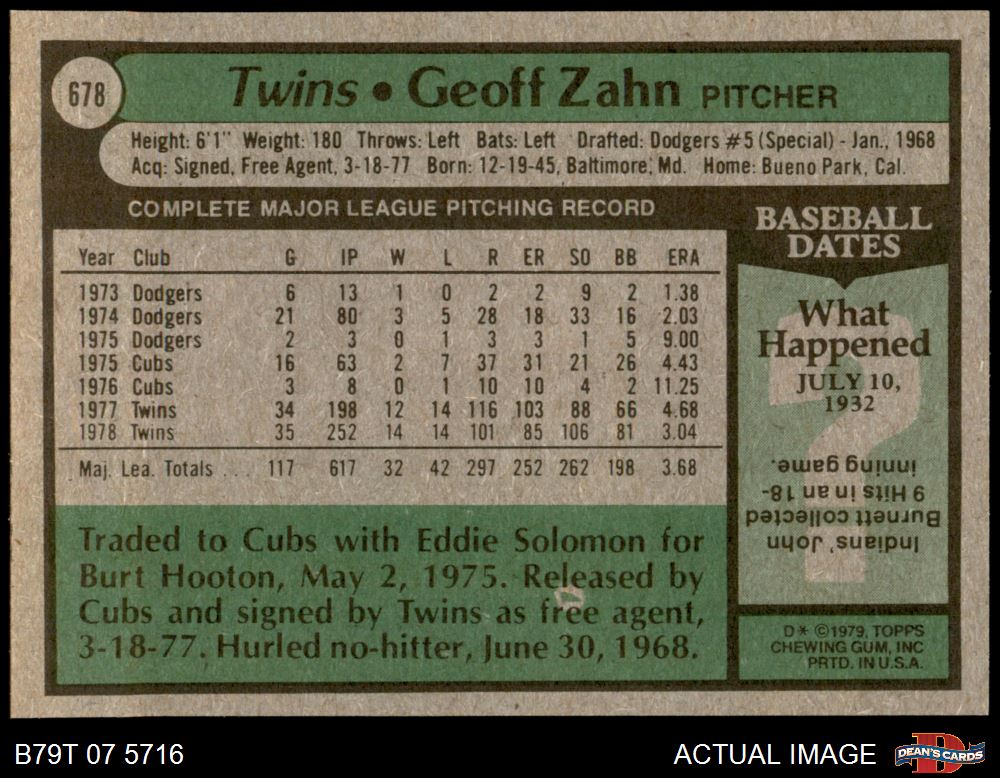 678
Twins • Geoff Zahn PITCHER
Height: 6'1" Weight: 180 Throws: Left Bats: Left Drafted: Dodgers #5 (Special) - Jan., 1968
Acq: Signed, Free Agent, 3-18-77 Born: 12-19-45, Baltimore, Md. Home: Bueno Park, Cal.
COMPLETE MAJOR LEAGUE PITCHING RECORD
Year Club G IP W L R ER SO BB ERA
1973 Dodgers 6 13 1 0 2 2 9 2 1.38
1974 Dodgers 21 80 3 5 28 18 33 16 2.03
1975 Dodgers 2 3 0 1 3 3 1 5 9.00
1975 Cubs 16 63 2 7 37 31 21 26 4.43
1976 Cubs 3 8 0 1 10 10 4 2 11.25
1977 Twins 34 198 12 14 116 103 88 66 4.68
1978 Twins 35 252 14 14 101 85 106 81 3.04
Maj. Lea. Totals . . . 117 617 32 42 297 252 262 198 3.68
Traded to Cubs with Eddie Solomon for
Burt Hooton, May 2, 1975. Released by
Cubs and signed by Twins as free agent,
3-18-77. Hurled no-hitter, June 30, 1968.
BASEBALL
DATES
What
Happened
JULY 10,
1932
?
Indians' John
Burnett collected
9 Hits in an 18-
inning game.
D* ©1979, TOPPS
CHEWING GUM, INC
PRTD. IN U.S.A.
B79T 07 5716
ACTUAL IMAGE
DEAN'S CARDS